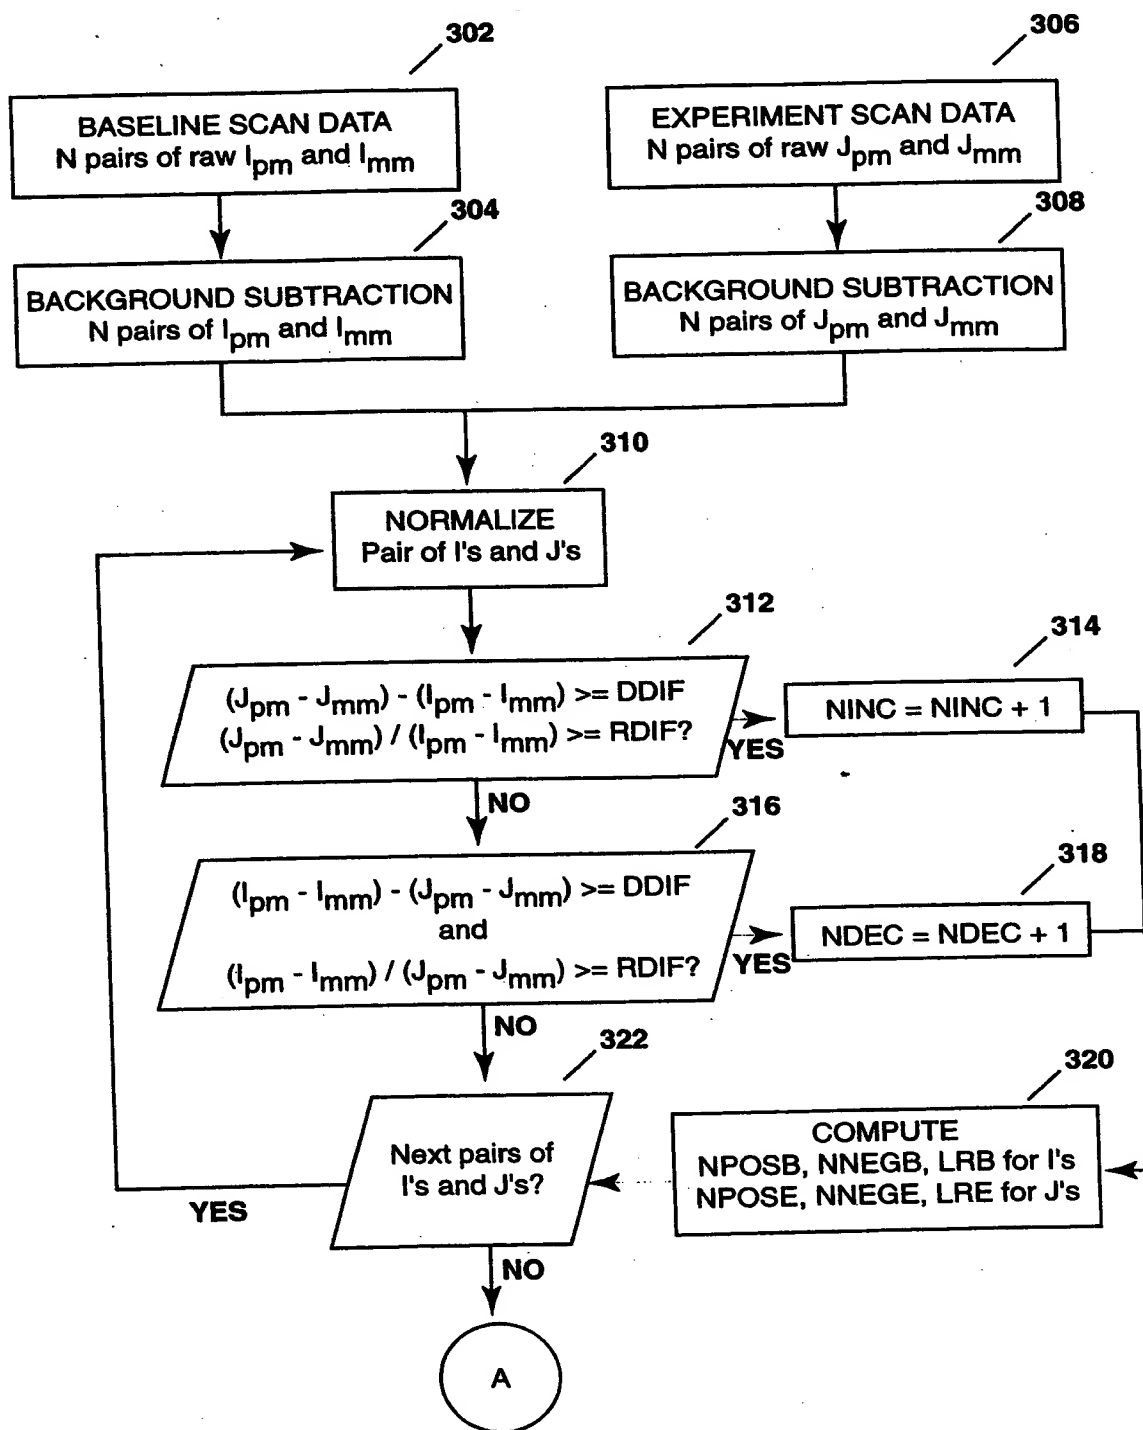 302
BASELINE SCAN DATA
N pairs of raw Ipm and Imm
306
EXPERIMENT SCAN DATA
N pairs of raw Jpm and Jmm
304
BACKGROUND SUBTRACTION
N pairs of Ipm and Imm
308
BACKGROUND SUBTRACTION
N pairs of Jpm and Jmm
310
NORMALIZE
Pair of I's and J's
312
(Jpm - Jmm) - (Ipm - Imm) >= DDIF
(Jpm - Jmm) / (Ipm - Imm) >= RDIF?
YES
314
NINC = NINC + 1
NO
316
(Ipm - Imm) - (Jpm - Jmm) >= DDIF
and
(Ipm - Imm) / (Jpm - Jmm) >= RDIF?
YES
318
NDEC = NDEC + 1
NO
322
Next pairs of
I's and J's?
YES
320
COMPUTE
NPOSB, NNEGB, LRB for I's
NPOSE, NNEGE, LRE for J's
NO
A